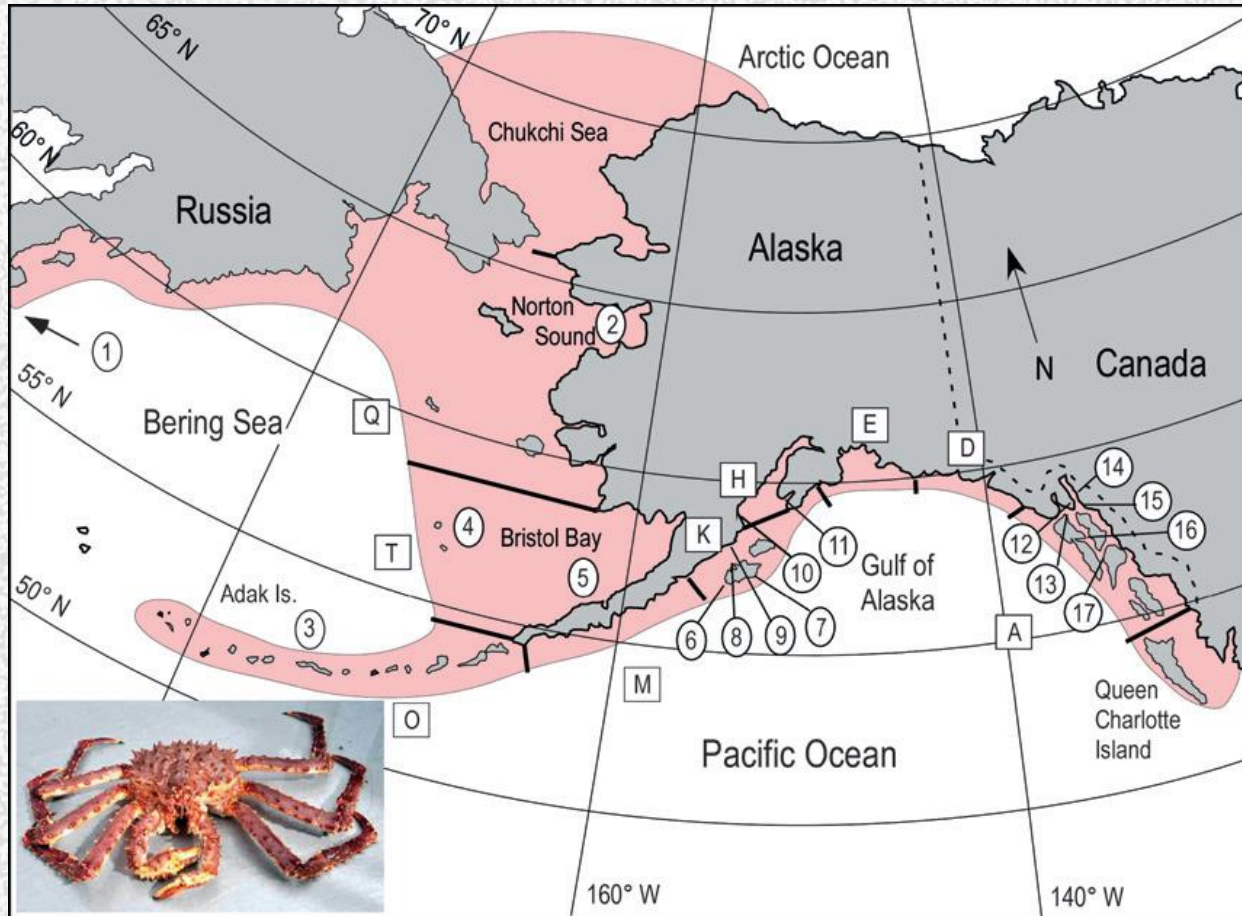 70° N
65° N
Arctic Ocean
Chukchi Sea
60° N
Russia
Alaska
Norton
Sound
2
1
Canada
N
55° N
Bering Sea
Q
E
D
H
14
15
4
Bristol Bay
K
12
16
T
5
10
11
Gulf of
Alaska
13
17
50° N
Adak Is.
3
6
8
9
7
A
M
O
Queen
Charlotte
Island
Pacific Ocean
160° W
140° W